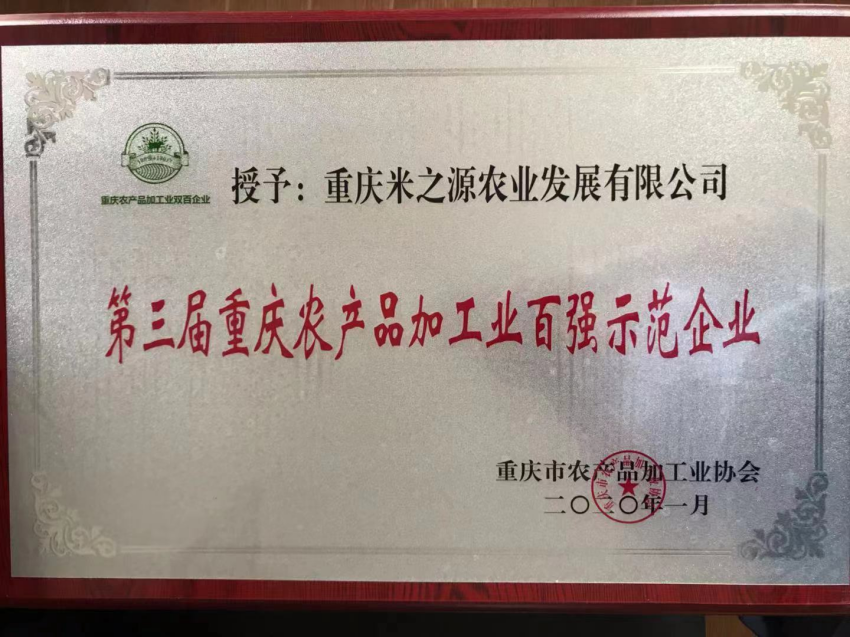 重庆农产品加工业双百企业
授予：重庆米之源农业发展有限公司
第三届重庆农产品加工业百强示范企业
重庆市农产品加工业协会
二〇二〇年一月